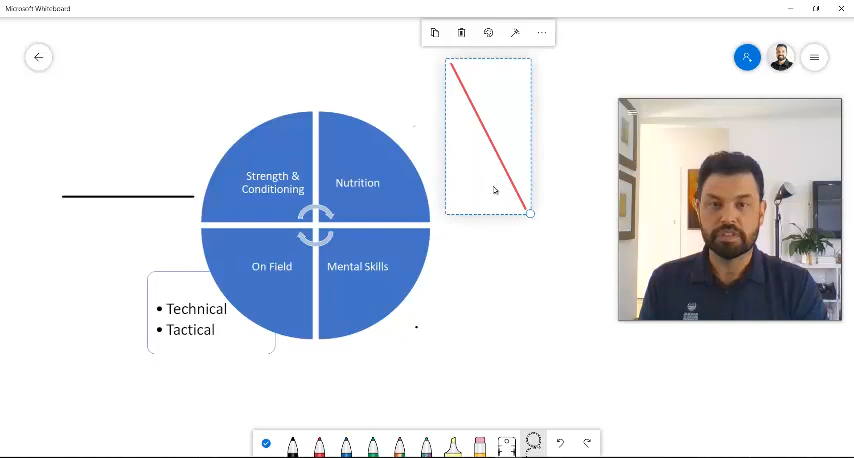 Microsoft Whiteboard
Strength &
Conditioning
Nutrition
On Field
Mental Skills
• Technical
• Tactical